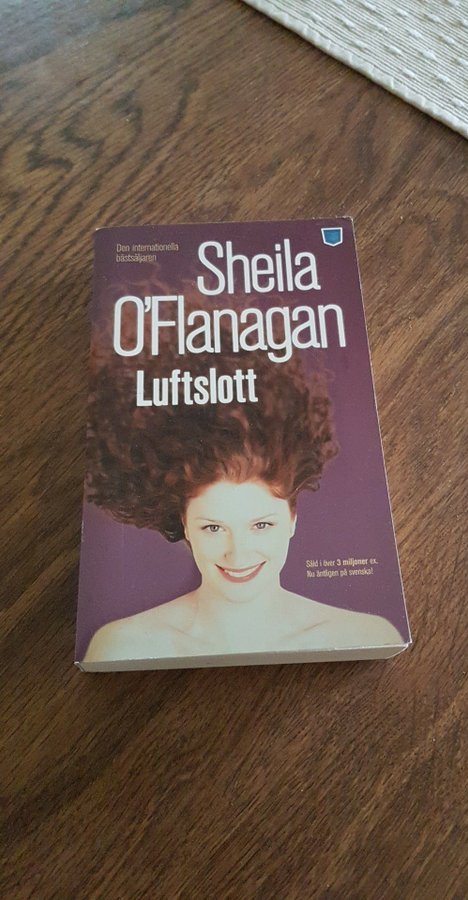 Den internationella
bästsäljaren
Sheila
O'Flanagan
Luftslott
Såld i över 3 miljoner ex.
Nu äntligen på svenska!